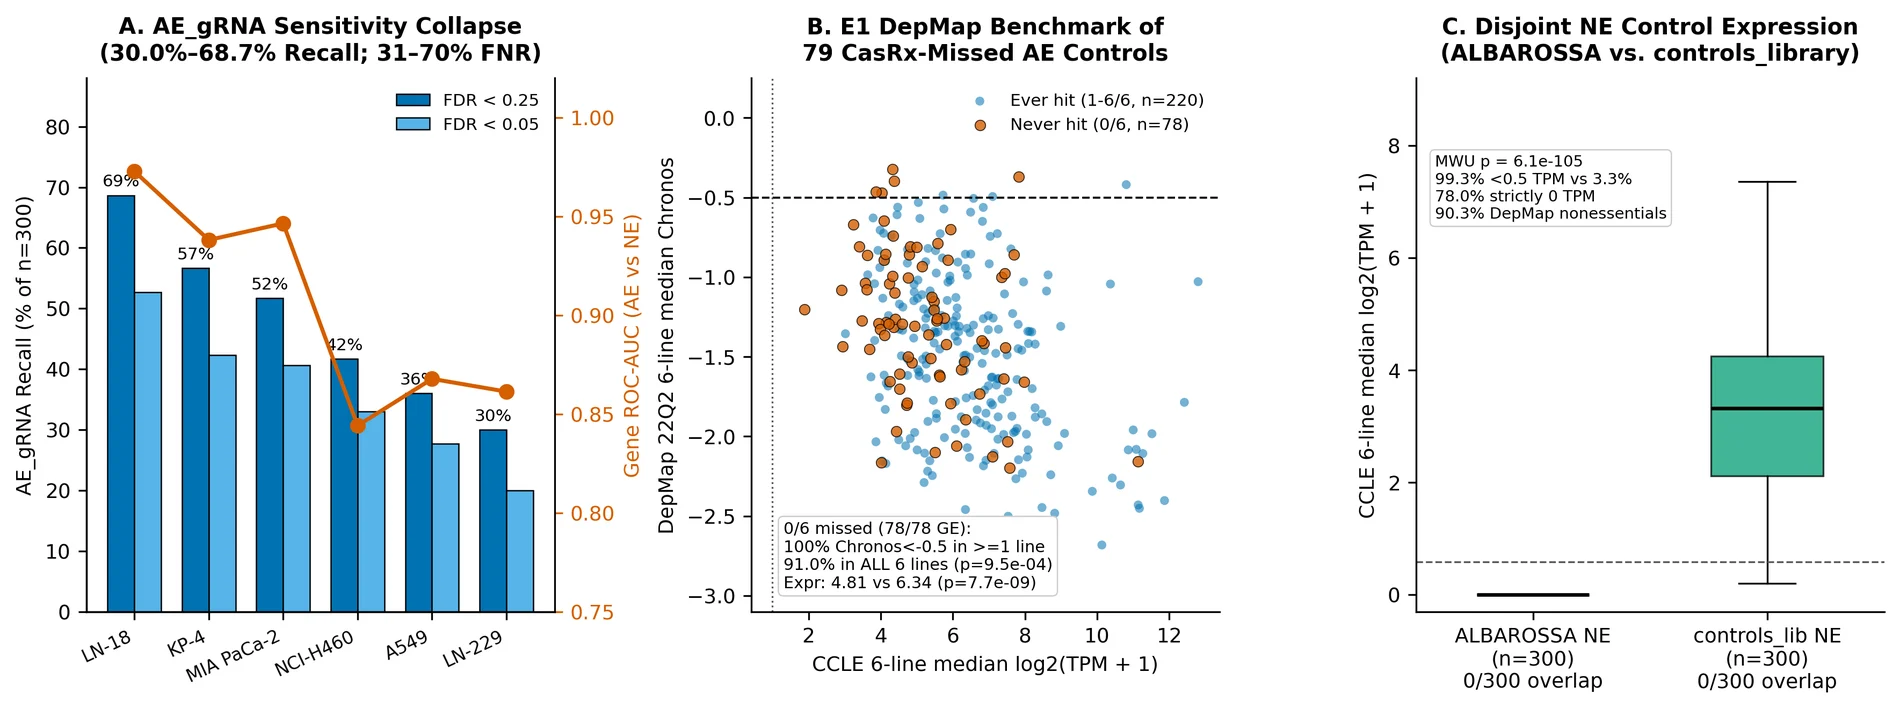 A. AE_gRNA Sensitivity Collapse
(30.0%–68.7% Recall; 31–70% FNR)
FDR < 0.25
FDR < 0.05
AE_gRNA Recall (% of n=300)
80
70
60
50
40
30
20
10
0
69%
57%
52%
42%
36%
30%
1.00
0.95
0.90
0.85
0.80
0.75
Gene ROC-AUC (AE vs NE)
LN-18
KP-4
MIA PaCa-2
NCI-H460
A549
LN-229
B. E1 DepMap Benchmark of
79 CasRx-Missed AE Controls
Ever hit (1-6/6, n=220)
Never hit (0/6, n=78)
DepMap 22Q2 6-line median Chronos
0.0
−0.5
−1.0
−1.5
−2.0
−2.5
−3.0
0/6 missed (78/78 GE):
100% Chronos<-0.5 in >=1 line
91.0% in ALL 6 lines (p=9.5e-04)
Expr: 4.81 vs 6.34 (p=7.7e-09)
2
4
6
8
10
12
CCLE 6-line median log2(TPM + 1)
C. Disjoint NE Control Expression
(ALBAROSSA vs. controls_library)
CCLE 6-line median log2(TPM + 1)
8
6
4
2
0
MWU p = 6.1e-105
99.3% <0.5 TPM vs 3.3%
78.0% strictly 0 TPM
90.3% DepMap nonessentials
ALBAROSSA NE
(n=300)
0/300 overlap
controls_lib NE
(n=300)
0/300 overlap